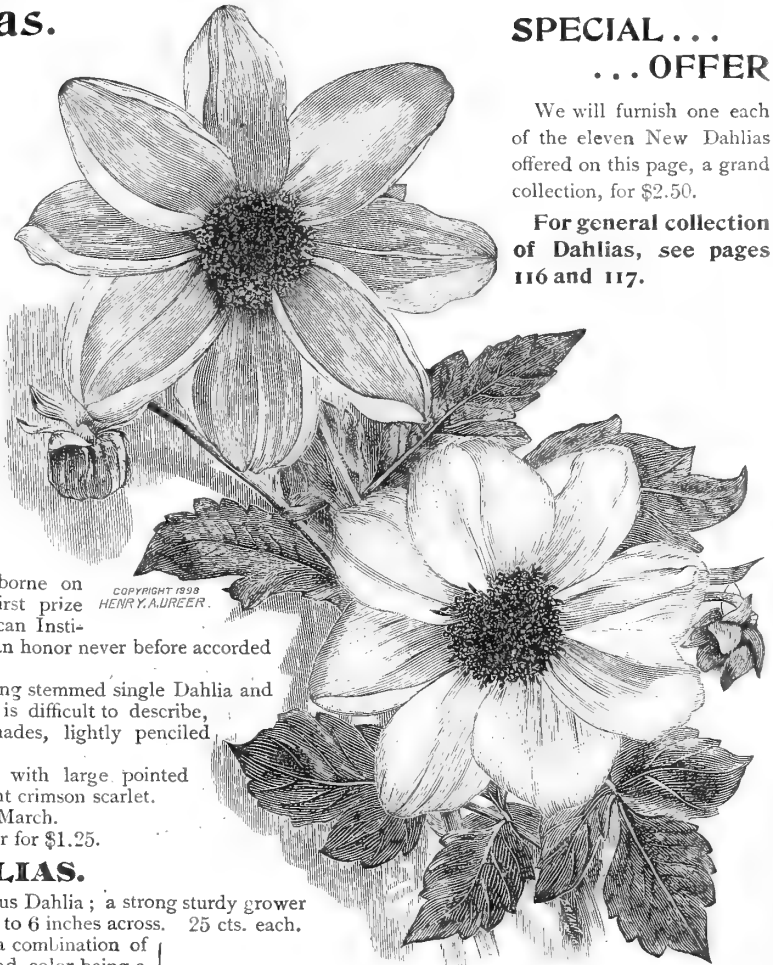 as.
SPECIAL...
...OFFER
We will furnish one each
of the eleven New Dahlias
offered on this page, a grand
collection, for $2.50.
For general collection
of Dahlias, see pages
116 and 117.
borne on
irst prize
can Insti-
n honor never before accorded
COPYRIGHT 1898
HENRY.A.DREER.
ng stemmed single Dahlia and
is difficult to describe,
ades, lightly penciled
with large pointed
nt crimson scarlet.
March.
r for $1.25.
LIAS.
us Dahlia; a strong sturdy grower
to 6 inches across. 25 cts. each.
a combination of
color being a